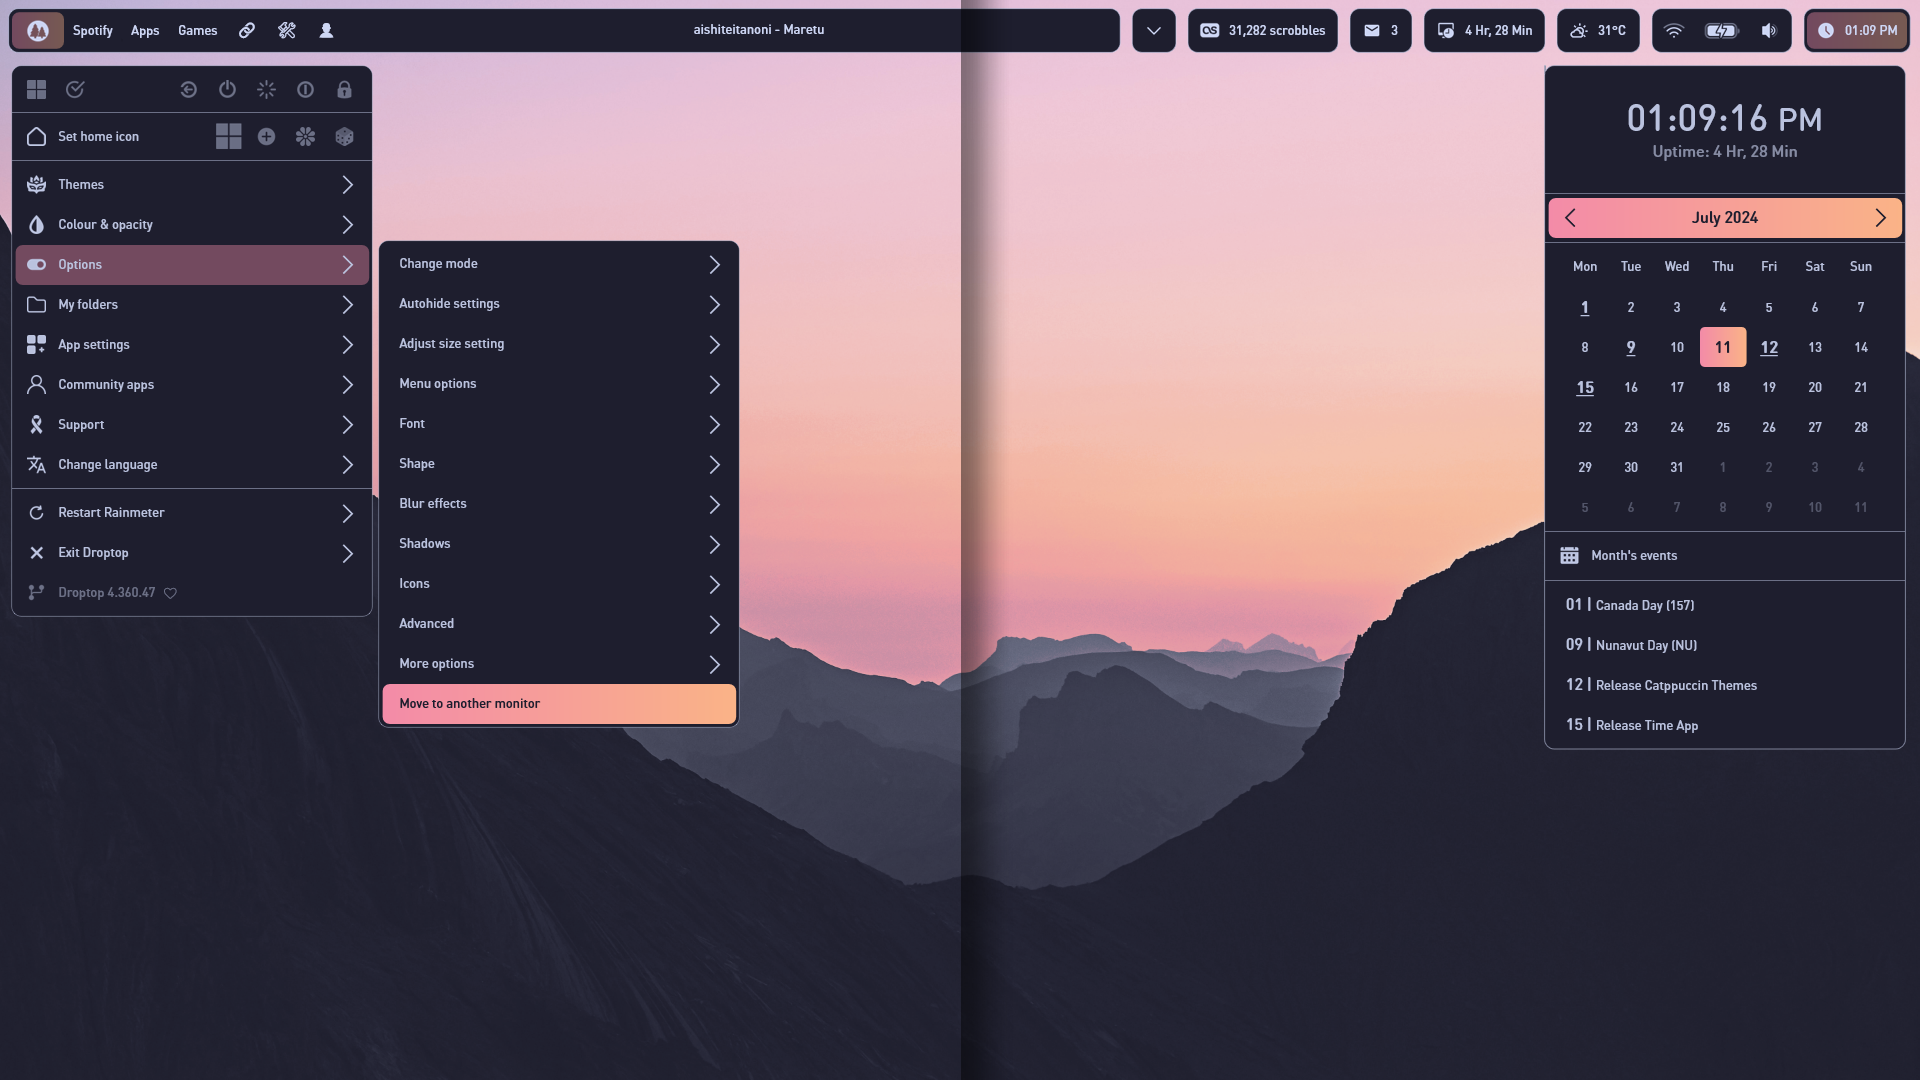 Spotify Apps Games
aishiteitanoni - Maretu
31,282 scrobbles
3
4 Hr, 28 Min
31°C
01:09 PM
Set home icon
Themes
Colour & opacity
Options
My folders
App settings
Community apps
Support
Change language
Restart Rainmeter
Exit Droptop
Droptop 4.360.47
Change mode
Autohide settings
Adjust size setting
Menu options
Font
Shape
Blur effects
Shadows
Icons
Advanced
More options
Move to another monitor
01:09:16 PM
Uptime: 4 Hr, 28 Min
July 2024
Mon Tue Wed Thu Fri Sat Sun
1 2 3 4 5 6 7
8 9 10 11 12 13 14
15 16 17 18 19 20 21
22 23 24 25 26 27 28
29 30 31 1 2 3 4
5 6 7 8 9 10 11
Month's events
01 | Canada Day (157)
09 | Nunavut Day (NU)
12 | Release Catppuccin Themes
15 | Release Time App